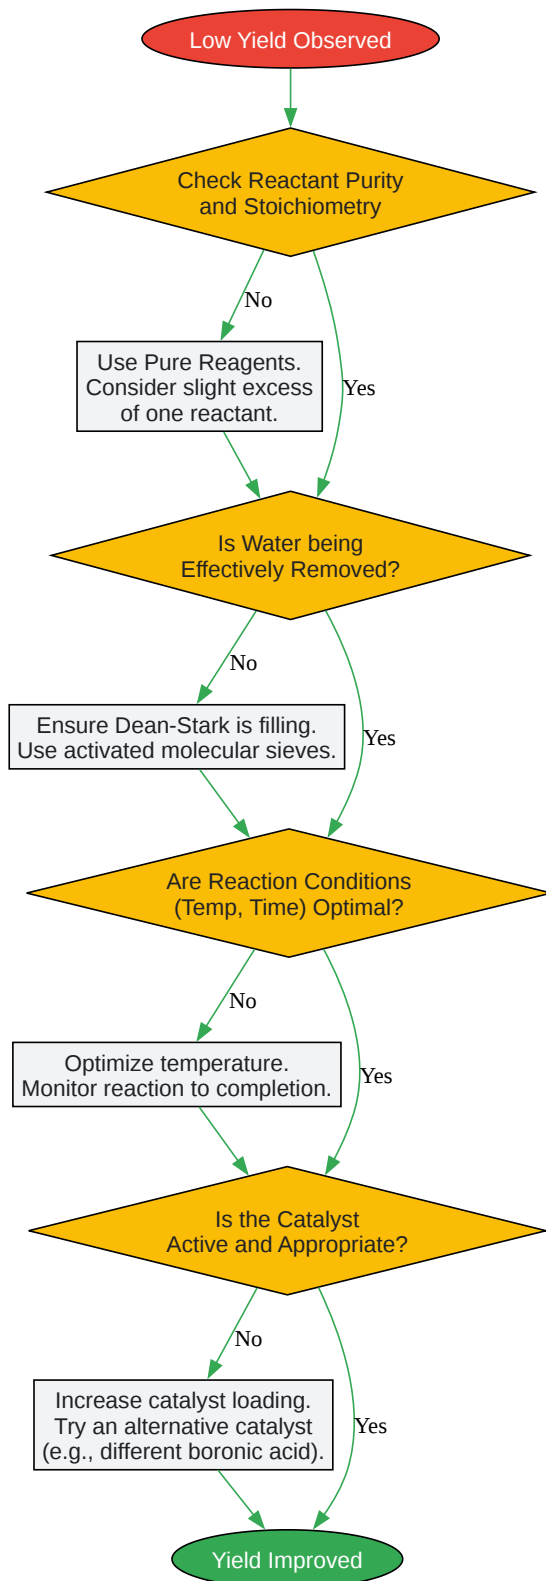 Low Yield Observed
Check Reactant Purity
and Stoichiometry
No
Use Pure Reagents.
Consider slight excess
of one reactant.
Yes
Is Water being
Effectively Removed?
No
Ensure Dean-Stark is filling.
Use activated molecular sieves.
Yes
Are Reaction Conditions
(Temp, Time) Optimal?
No
Optimize temperature.
Monitor reaction to completion.
Yes
Is the Catalyst
Active and Appropriate?
No
Increase catalyst loading.
Try an alternative catalyst
(e.g., different boronic acid).
Yes
Yield Improved